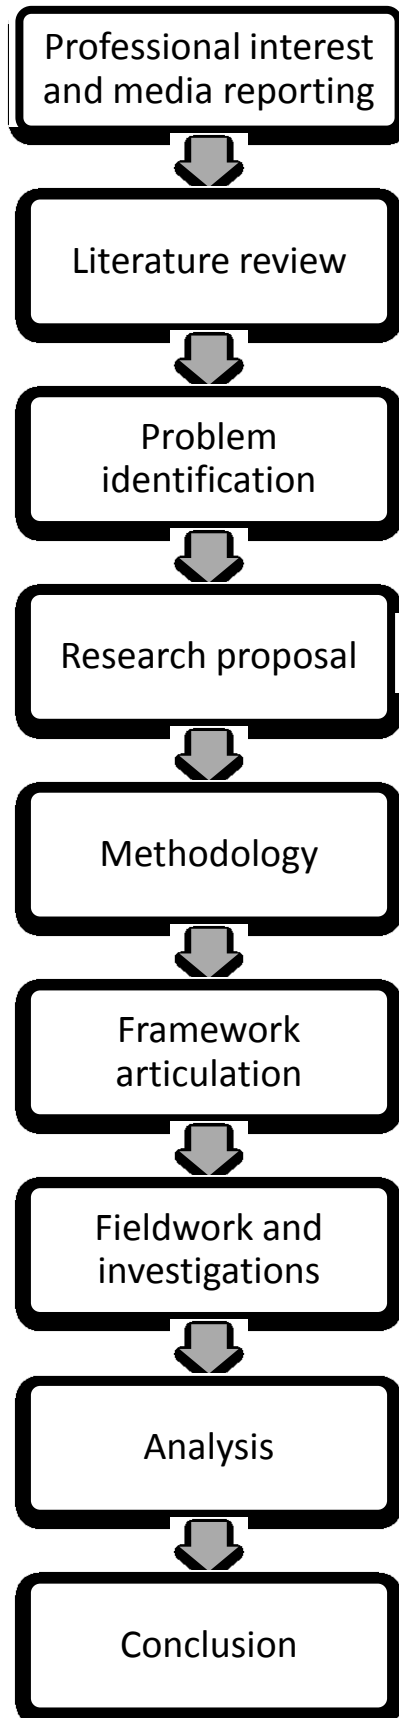 Professional interest
and media reporting
Literature review
Problem
identification
Research proposal
Methodology
Framework
articulation
Fieldwork and
investigations
Analysis
Conclusion